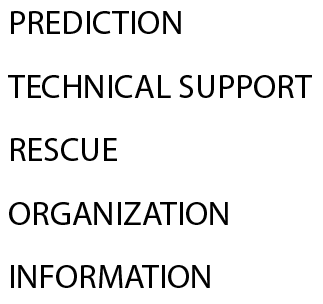 PREDICTION
TECHNICAL SUPPORT
RESCUE
ORGANIZATION
INFORMATION